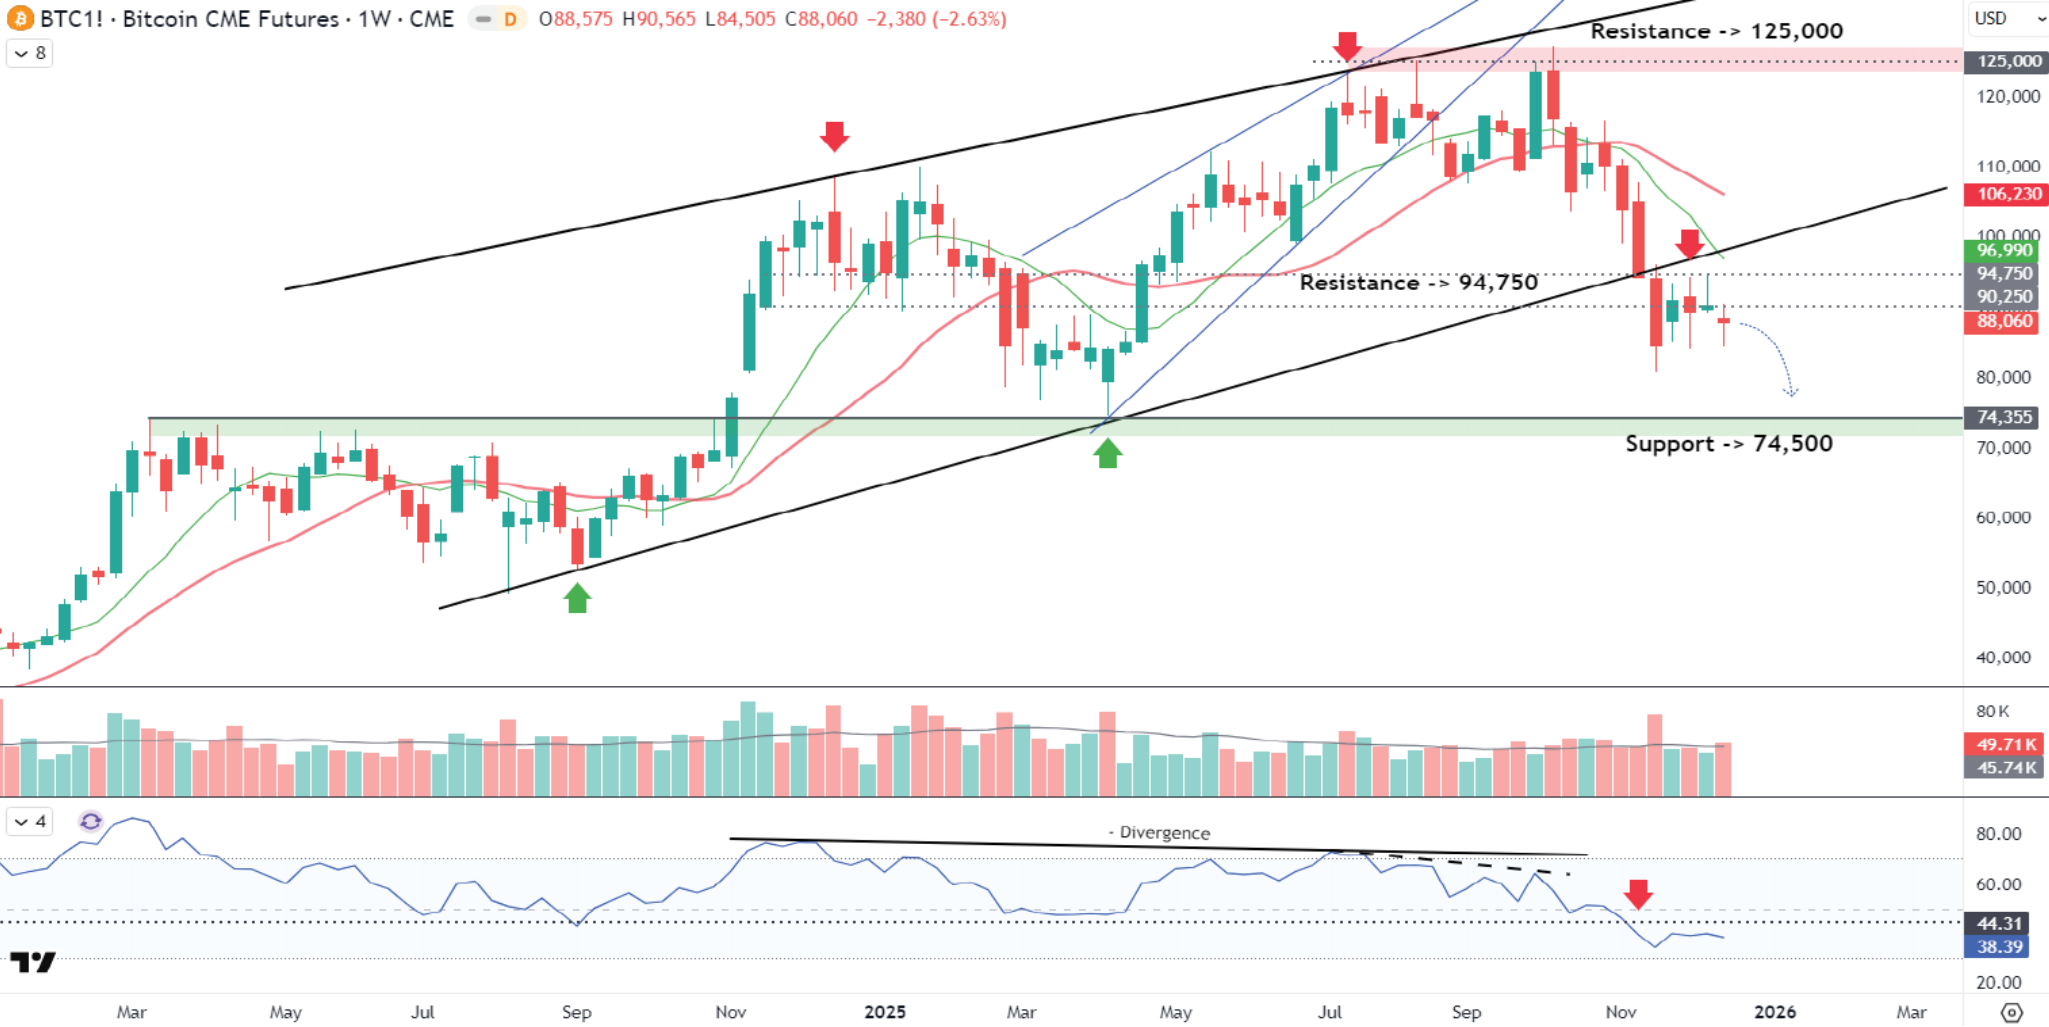 BTC1! · Bitcoin CME Futures · 1W · CME D O88,575 H90,565 L84,505 C88,060 −2,380 (−2.63%)
USD
8
Resistance -> 125,000
125,000
120,000
110,000
106,230
100,000
96,990
94,750
Resistance -> 94,750
90,250
88,060
80,000
74,355
Support -> 74,500
70,000
60,000
50,000
40,000
80 K
49.71K
45.74K
4
- Divergence
80.00
60.00
44.31
38.39
20.00
Mar May Jul Sep Nov 2025 Mar May Jul Sep Nov 2026 Mar